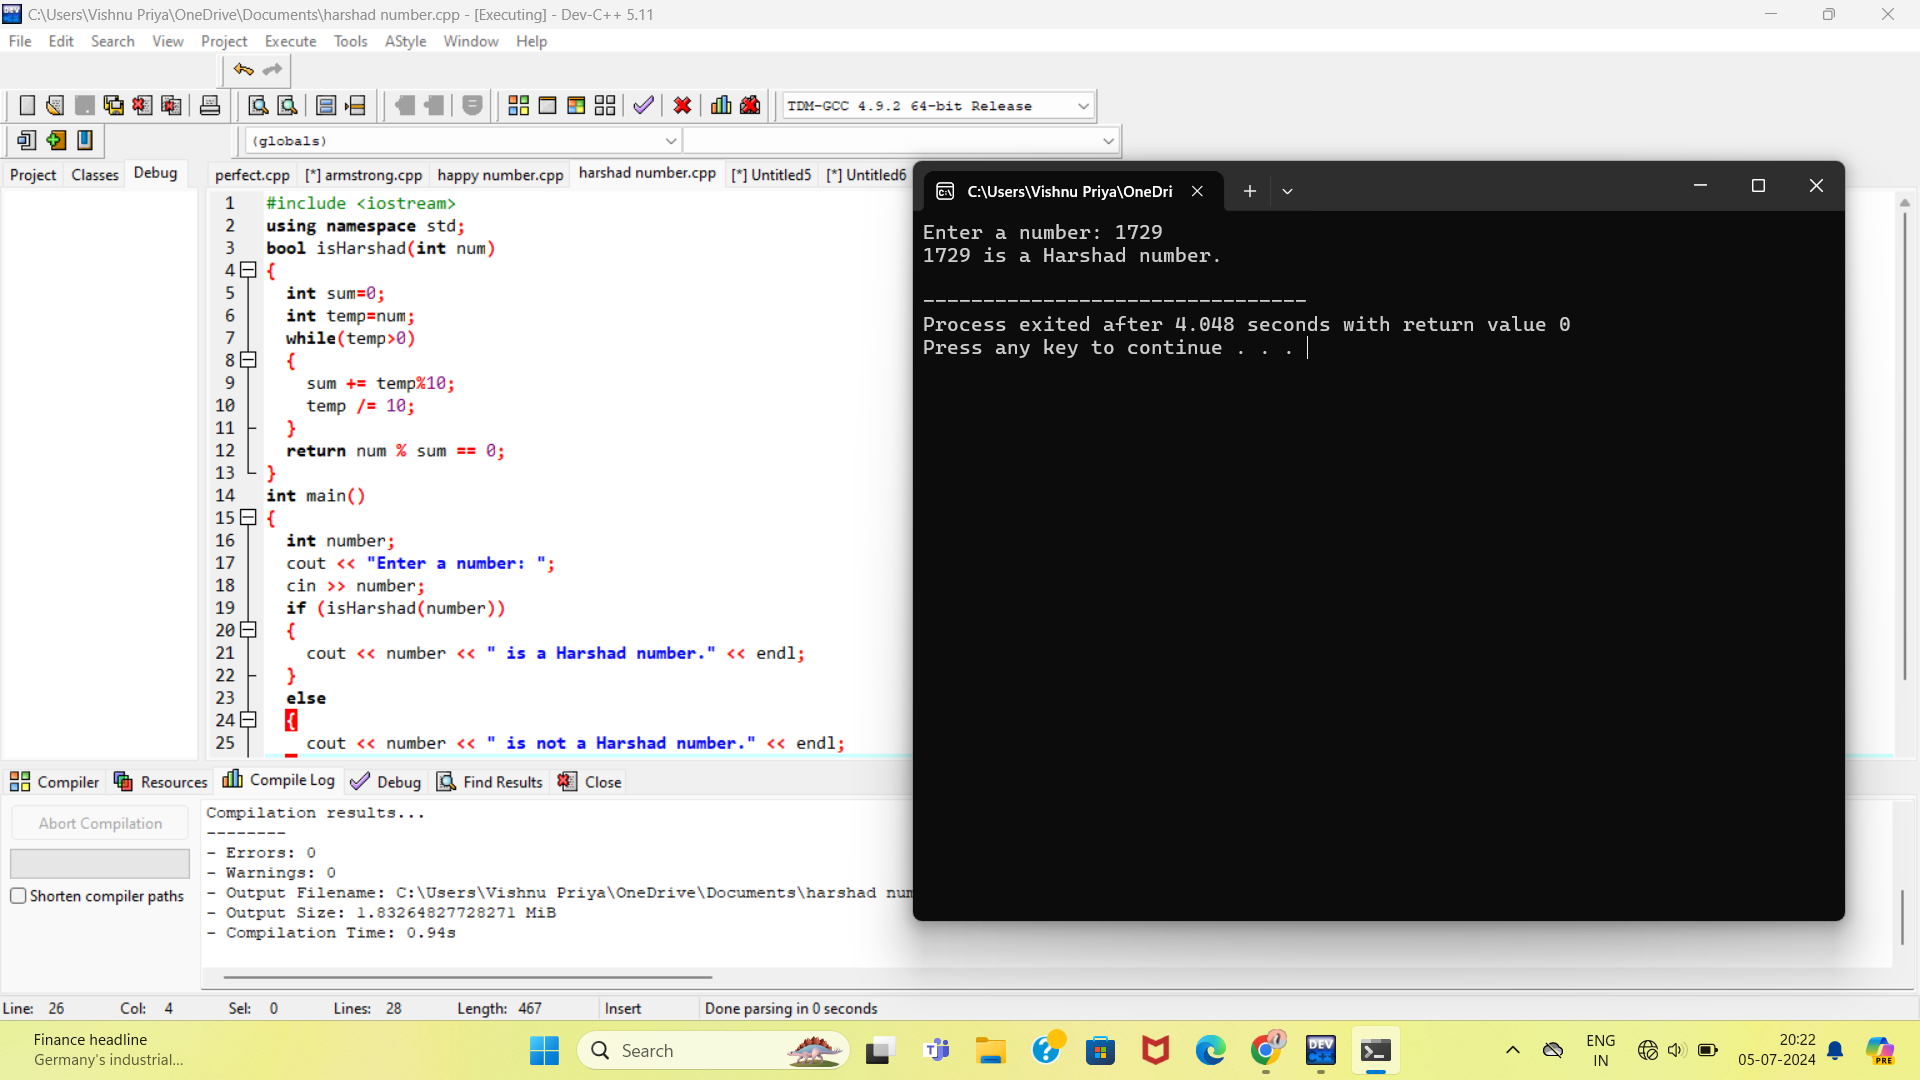 C:\Users\Vishnu Priya\OneDrive\Documents\harshad number.cpp - [Executing] - Dev-C++ 5.11
File Edit Search View Project Execute Tools AStyle Window Help
TDM-GCC 4.9.2 64-bit Release
(globals)
Project Classes Debug
perfect.cpp [*] armstrong.cpp happy number.cpp harshad number.cpp [*] Untitled5 [*] Untitled6
1 #include <iostream>
2 using namespace std;
3 bool isHarshad(int num)
4 {
5 int sum=0;
6 int temp=num;
7 while(temp>0)
8 {
9 sum += temp%10;
10 temp /= 10;
11 }
12 return num % sum == 0;
13 }
14 int main()
15 {
16 int number;
17 cout << "Enter a number: ";
18 cin >> number;
19 if (isHarshad(number))
20 {
21 cout << number << " is a Harshad number." << endl;
22 }
23 else
24 {
25 cout << number << " is not a Harshad number." << endl;
C:\Users\Vishnu Priya\OneDri
Enter a number: 1729
1729 is a Harshad number.
--------------------------------
Process exited after 4.048 seconds with return value 0
Press any key to continue . . .
Compiler Resources Compile Log Debug Find Results Close
Abort Compilation
Shorten compiler paths
Compilation results...
--------
- Errors: 0
- Warnings: 0
- Output Filename: C:\Users\Vishnu Priya\OneDrive\Documents\harshad num
- Output Size: 1.83264827728271 MiB
- Compilation Time: 0.94s
Line: 26 Col: 4 Sel: 0 Lines: 28 Length: 467 Insert Done parsing in 0 seconds
Finance headline
Germany's industrial...
Search
DEV
ENG
IN
20:22
05-07-2024
PRE